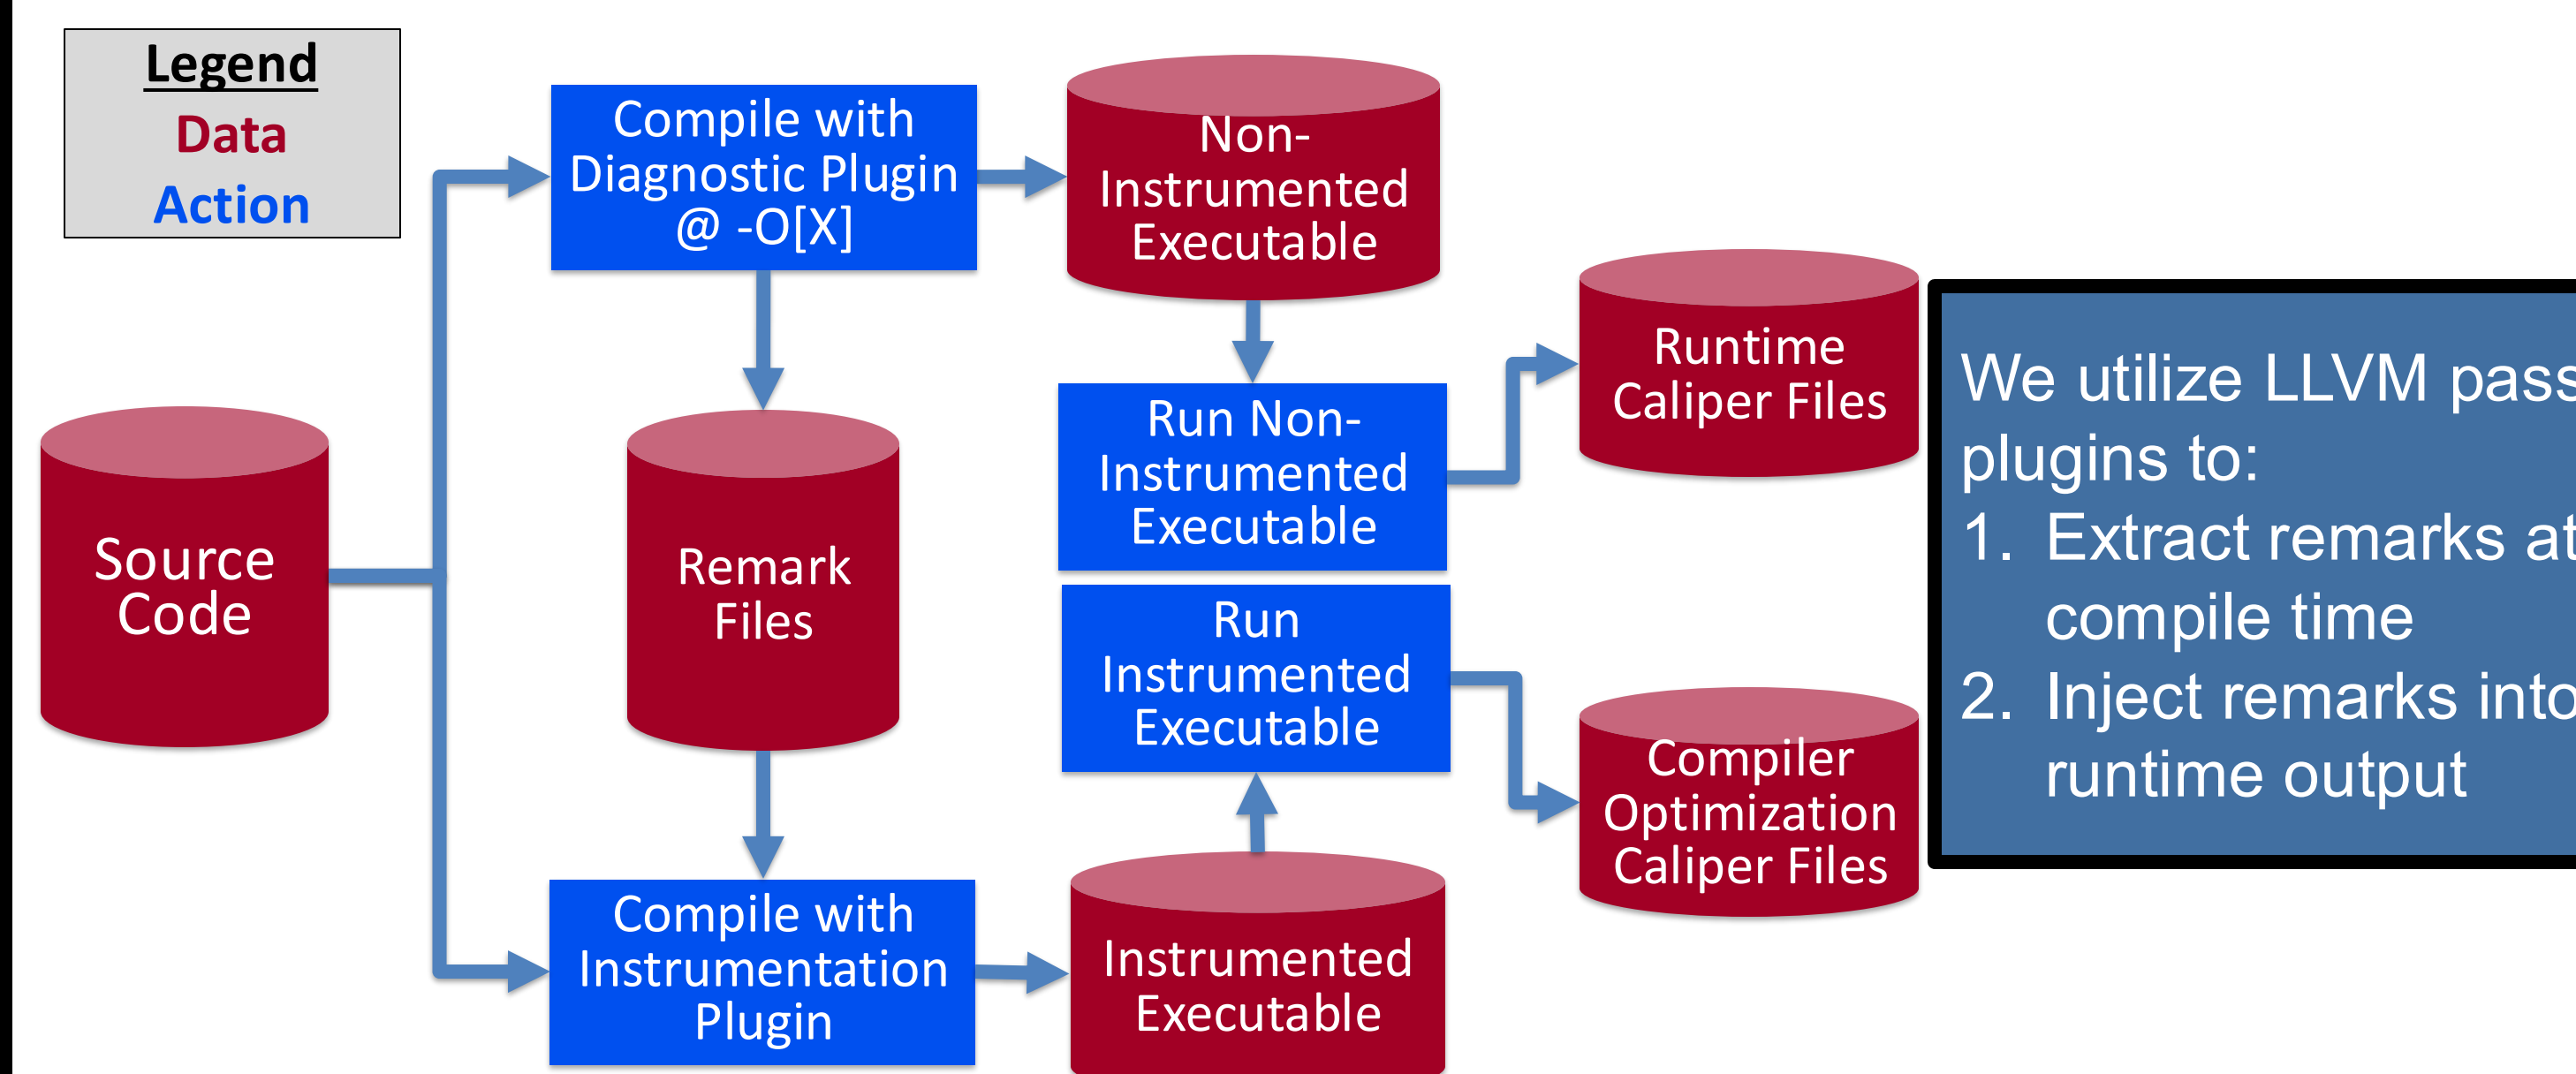 Legend
Data
Action
Compile with
Diagnostic Plugin
@ -O[X]
Non-
Instrumented
Executable
Source
Code
Remark
Files
Run Non-
Instrumented
Executable
Runtime
Caliper Files
Run
Instrumented
Executable
Compiler
Optimization
Caliper Files
Compile with
Instrumentation
Plugin
Instrumented
Executable
We utilize LLVM pass
plugins to:
1. Extract remarks at
compile time
2. Inject remarks into
runtime output